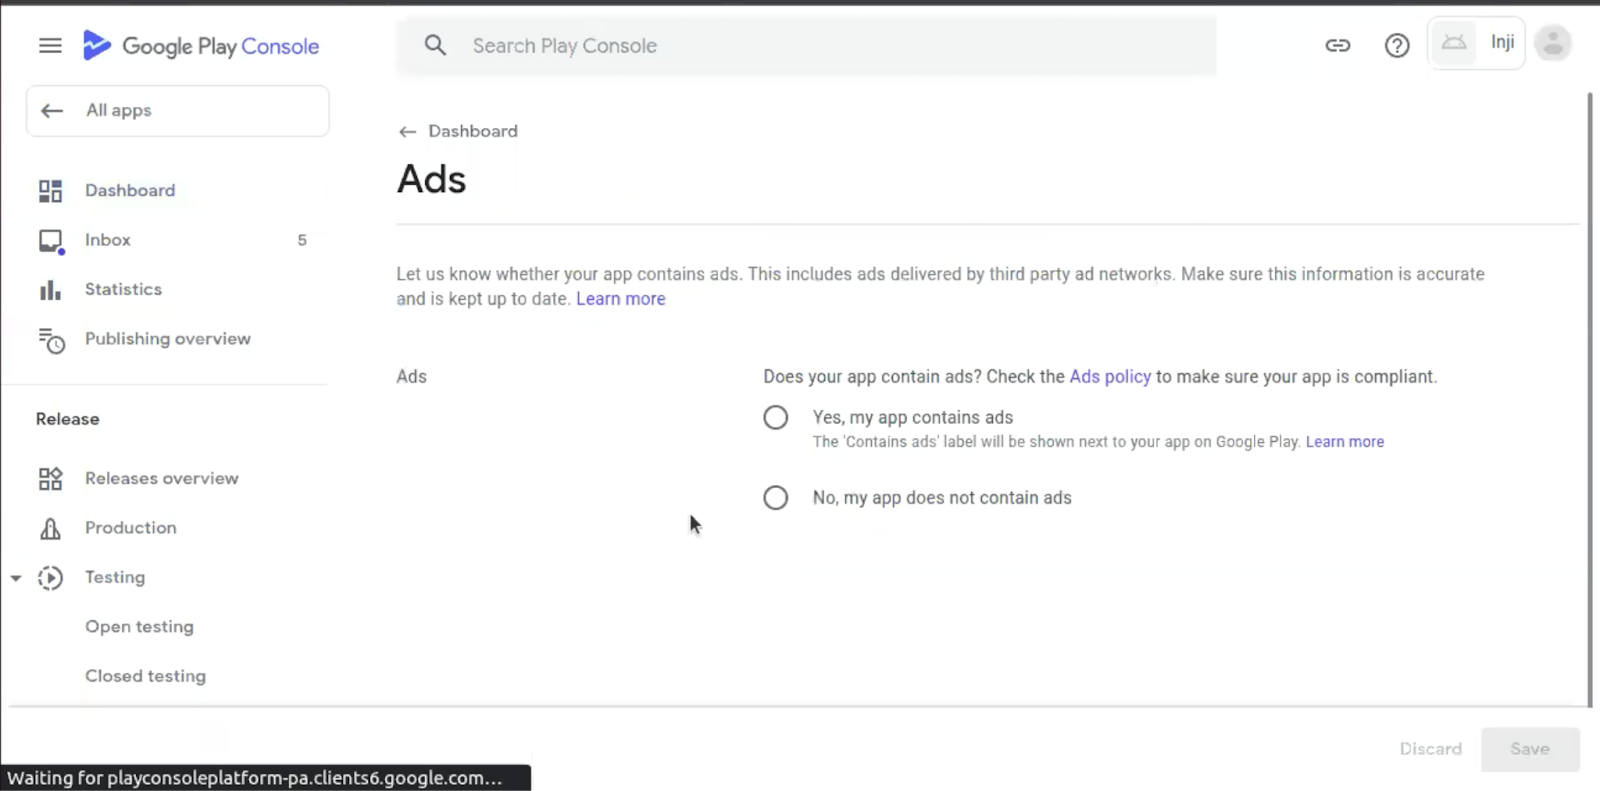 Google Play Console
Search Play Console
Inji
All apps
Dashboard
Inbox 5
Statistics
Publishing overview
Release
Releases overview
Production
Testing
Open testing
Closed testing
Dashboard
Ads
Let us know whether your app contains ads. This includes ads delivered by third party ad networks. Make sure this information is accurate
and is kept up to date. Learn more
Ads
Does your app contain ads? Check the Ads policy to make sure your app is compliant.
Yes, my app contains ads
The 'Contains ads' label will be shown next to your app on Google Play. Learn more
No, my app does not contain ads
Discard
Save
Waiting for playconsoleplatform-pa.clients6.google.com...